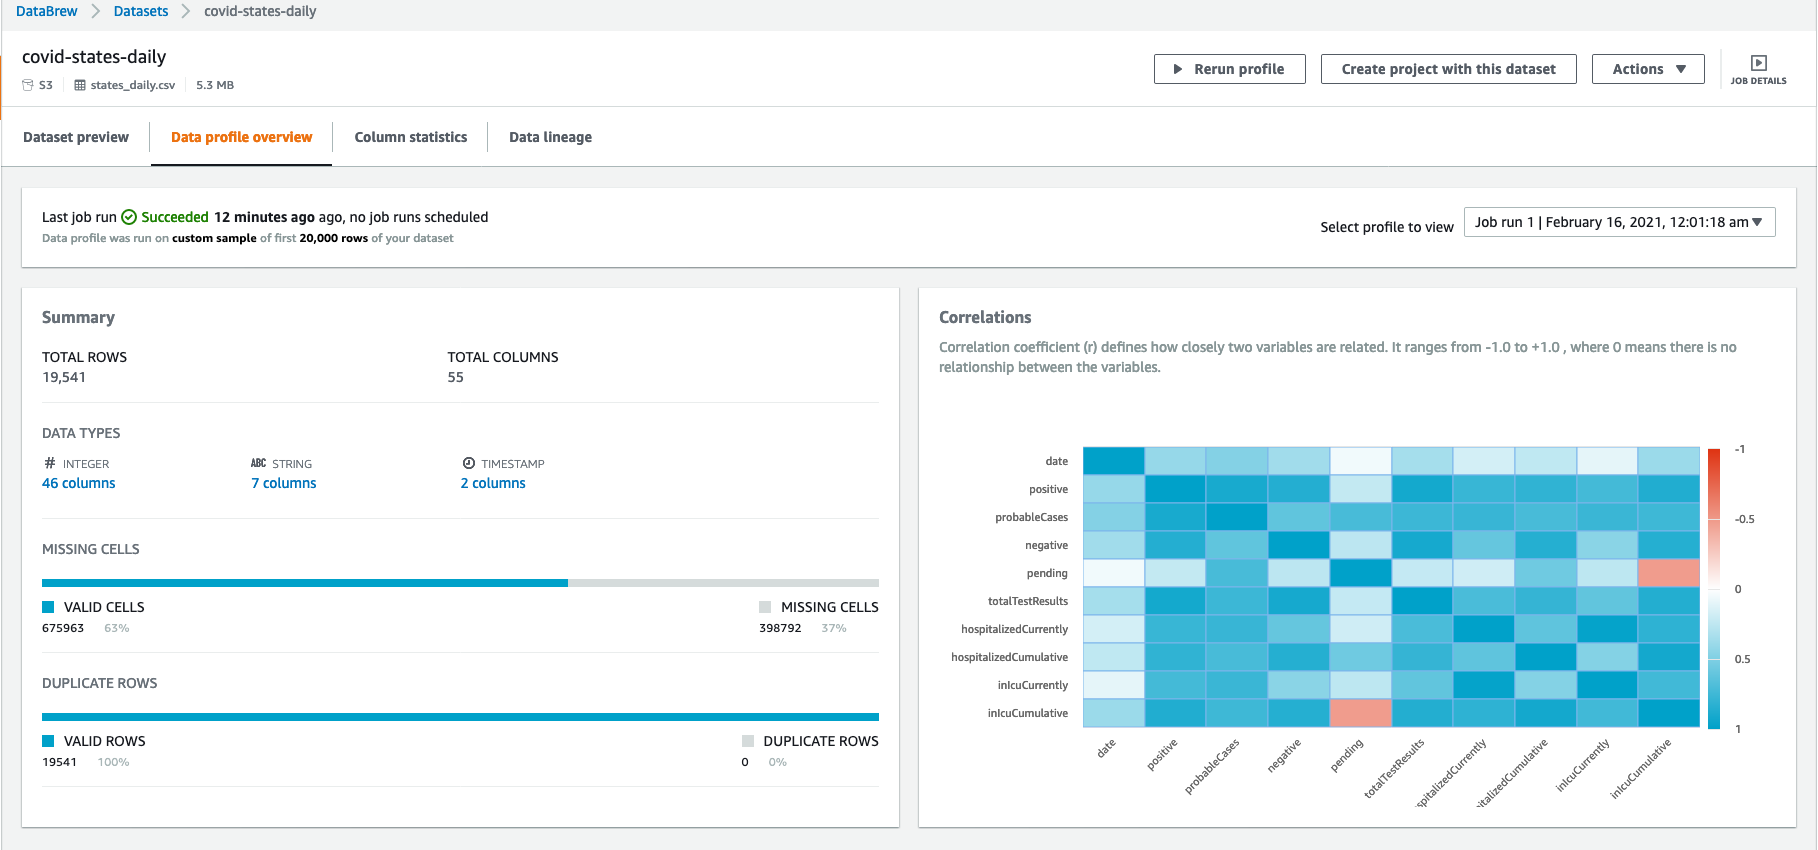 DataBrew > Datasets > covid-states-daily
covid-states-daily
S3 states_daily.csv 5.3 MB
Rerun profile
Create project with this dataset
Actions
JOB DETAILS
Dataset preview
Data profile overview
Column statistics
Data lineage
Last job run Succeeded 12 minutes ago ago, no job runs scheduled
Data profile was run on custom sample of first 20,000 rows of your dataset
Select profile to view
Job run 1 | February 16, 2021, 12:01:18 am
Summary
TOTAL ROWS
19,541
TOTAL COLUMNS
55
DATA TYPES
# INTEGER
46 columns
ABC STRING
7 columns
TIMESTAMP
2 columns
MISSING CELLS
VALID CELLS
675963 63%
MISSING CELLS
398792 37%
DUPLICATE ROWS
VALID ROWS
19541 100%
DUPLICATE ROWS
0 0%
Correlations
Correlation coefficient (r) defines how closely two variables are related. It ranges from -1.0 to +1.0 , where 0 means there is no
relationship between the variables.
date
positive
probableCases
negative
pending
totalTestResults
hospitalizedCurrently
hospitalizedCumulative
inIcuCurrently
inIcuCumulative
-1
-0.5
0
0.5
1
date
positive
probableCases
negative
pending
totalTestResults
spitalizedCurrently
italizedCumulative
inIcuCurrently
inIcuCumulative